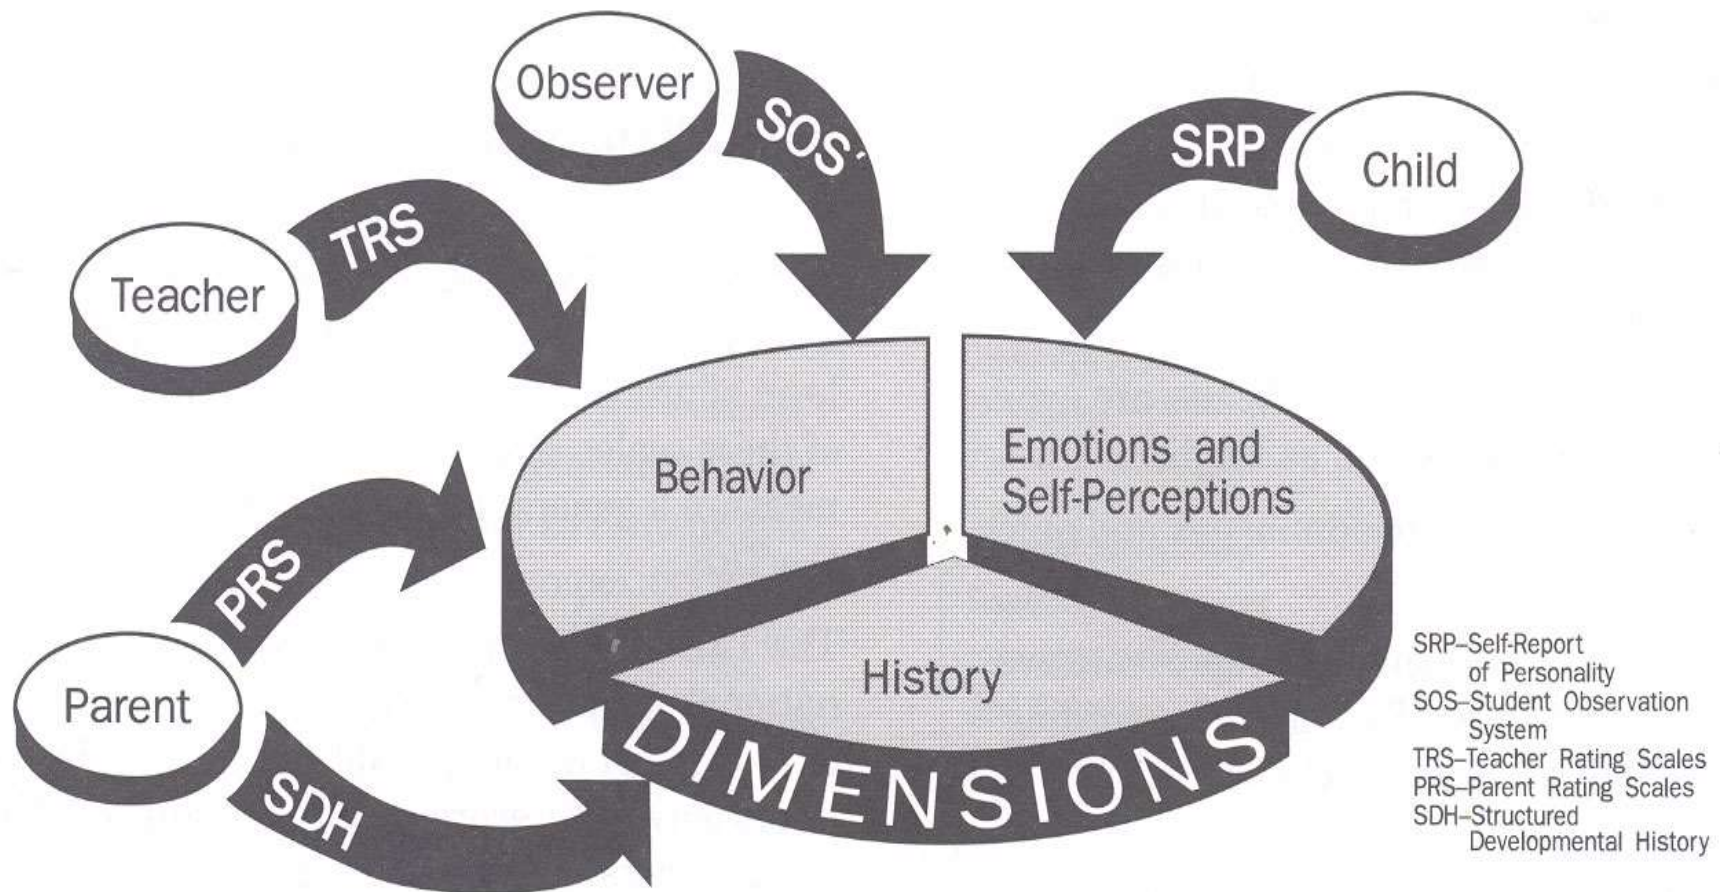 Observer
SOS
SRP
Child
TRS
Teacher
Behavior
Emotions and
Self-Perceptions
PRS
Parent
History
DIMENSIONS
SDH
SRP–Self-Report
of Personality
SOS–Student Observation
System
TRS–Teacher Rating Scales
PRS–Parent Rating Scales
SDH–Structured
Developmental History